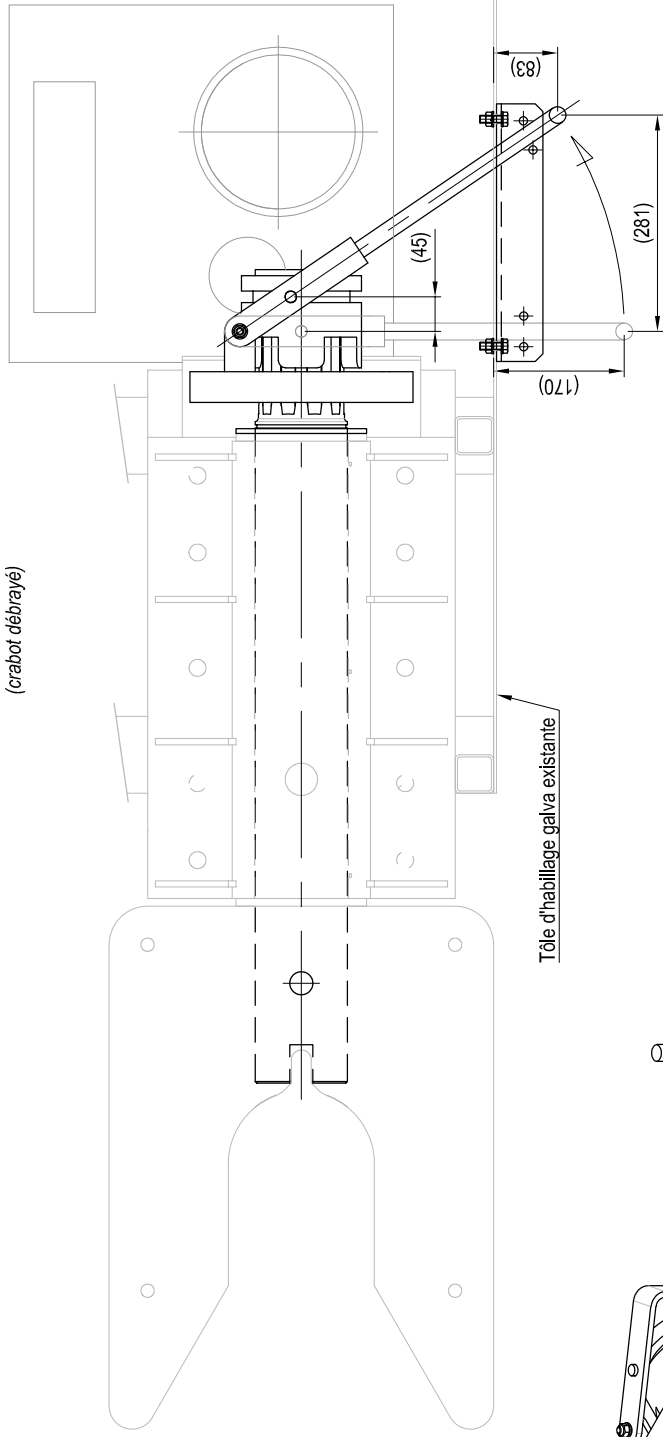 (83)
(45)
(281)
(170)
(crabot débrayé)
Tôle d'habillage galva existante